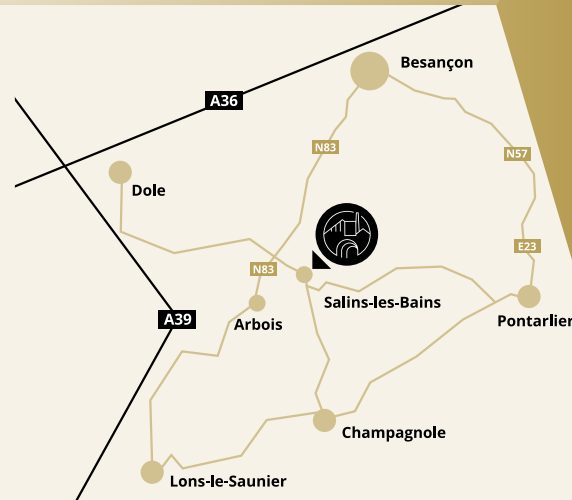 Besançon
A36
N83
N57
Dole
E23
N83
Salins-les-Bains
A39
Arbois
Pontarlier
Champagnole
Lons-le-Saunier